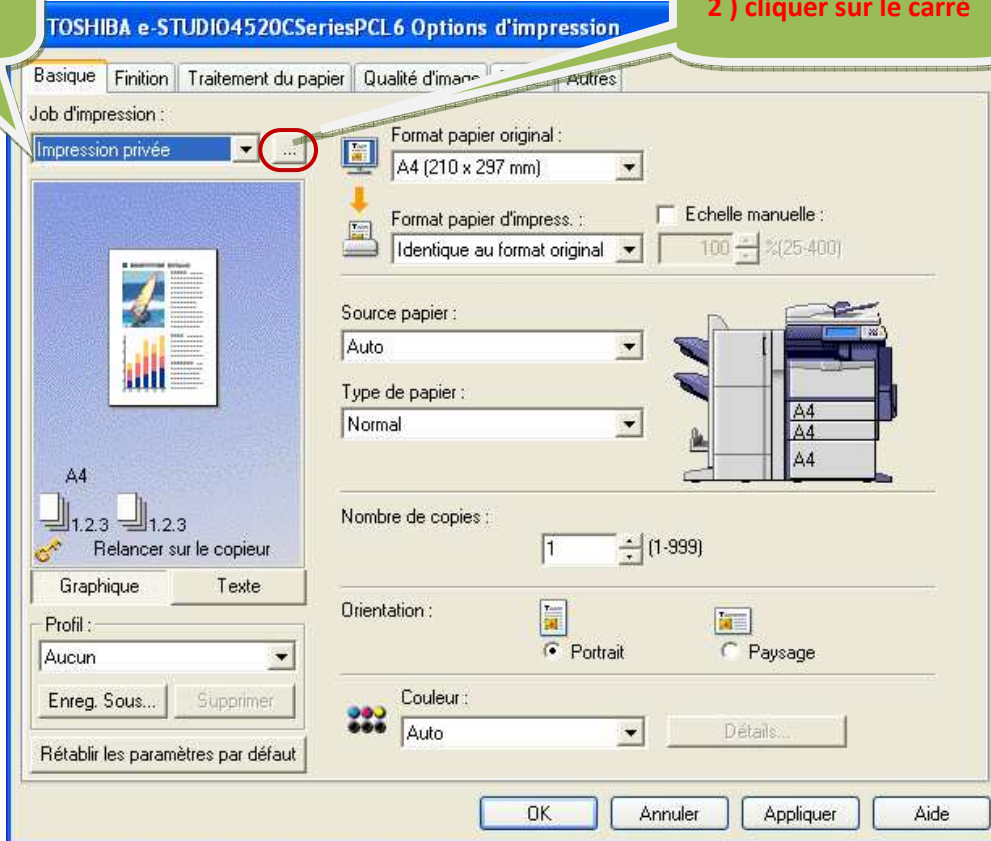 2 ) cliquer sur le carré
TOSHIBA e-STUDIO4520CSeriesPCL6 Options d'impression
Basique Finition Traitement du papier Qualité d'image Autres
Job d'impression :
Impression privée ...
Format papier original :
A4 (210 x 297 mm)
Format papier d'impress. :
Identique au format original
Echelle manuelle :
100 %(25-400)
Source papier :
Auto
Type de papier :
Normal
A4
A4
A4
A4
1.2.3 1.2.3
Relancer sur le copieur
Graphique Texte
Nombre de copies :
1 (1-999)
Orientation :
Portrait Paysage
Profil :
Aucun
Enreg. Sous... Supprimer
Rétablir les paramètres par défaut
Couleur :
Auto Détails...
OK Annuler Appliquer Aide